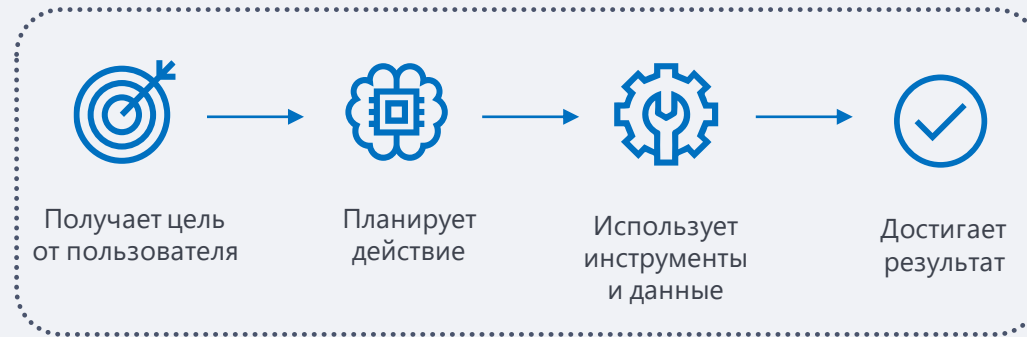 Получает цель
от пользователя
Планирует
действие
Использует
инструменты
и данные
Достигает
результат